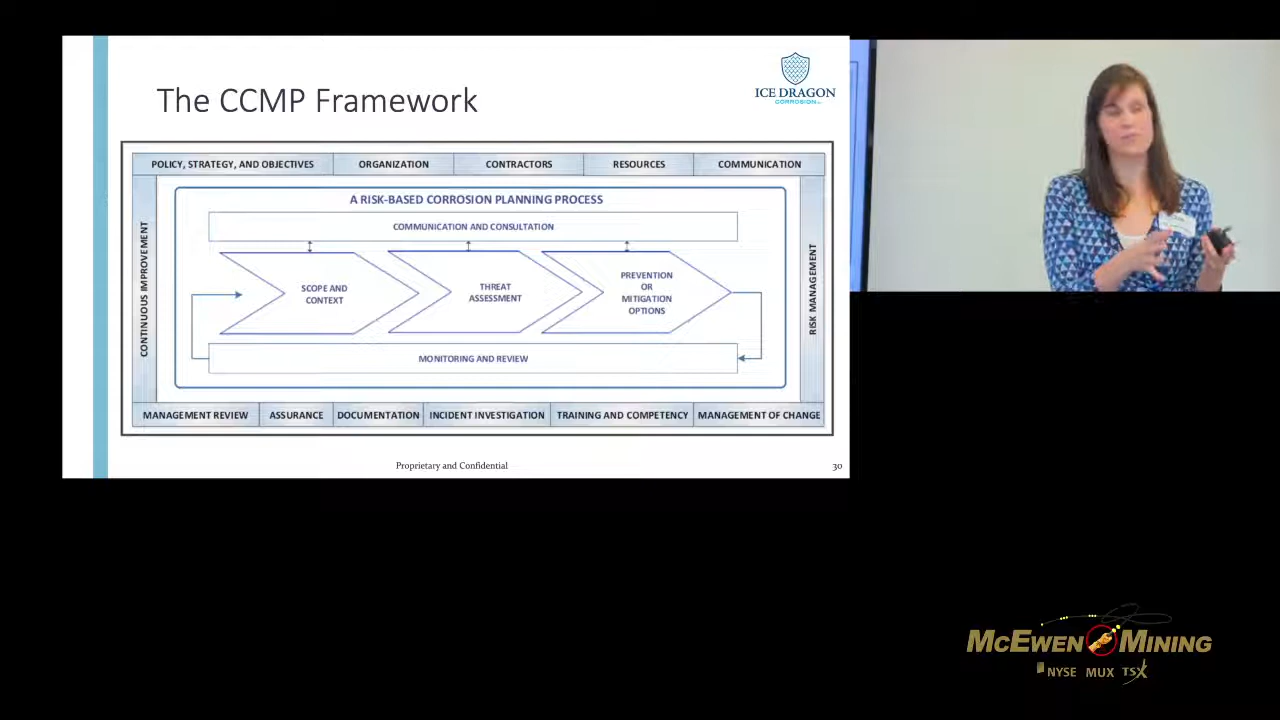 The CCMP Framework
ICE DRAGON
CORROSION
POLICY, STRATEGY, AND OBJECTIVES
ORGANIZATION
CONTRACTORS
RESOURCES
COMMUNICATION
CONTINUOUS IMPROVEMENT
A RISK-BASED CORROSION PLANNING PROCESS
COMMUNICATION AND CONSULTATION
SCOPE AND
CONTEXT
THREAT
ASSESSMENT
PREVENTION
OR
MITIGATION
OPTIONS
MONITORING AND REVIEW
RISK MANAGEMENT
MANAGEMENT REVIEW
ASSURANCE
DOCUMENTATION
INCIDENT INVESTIGATION
TRAINING AND COMPETENCY
MANAGEMENT OF CHANGE
Proprietary and Confidential
30
MCEWEN MINING
NYSE MUX TSX